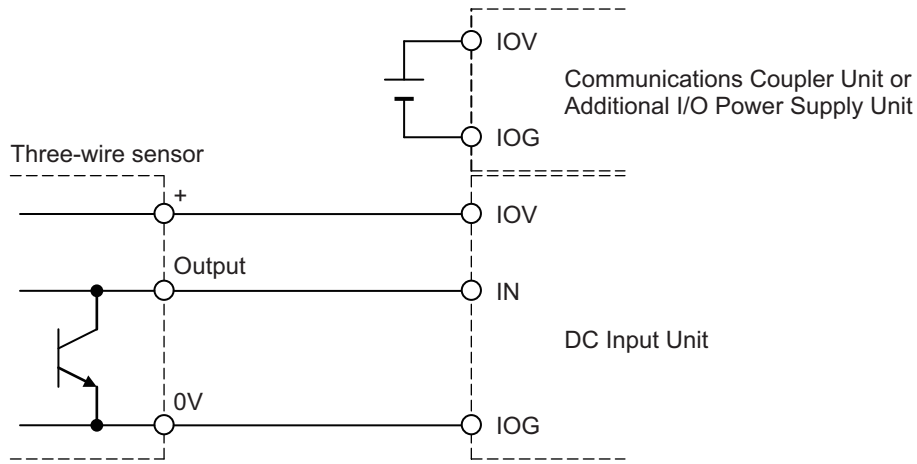 IOV
Communications Coupler Unit or
Additional I/O Power Supply Unit
IOG
Three-wire sensor
+
IOV
Output
IN
DC Input Unit
0V
IOG